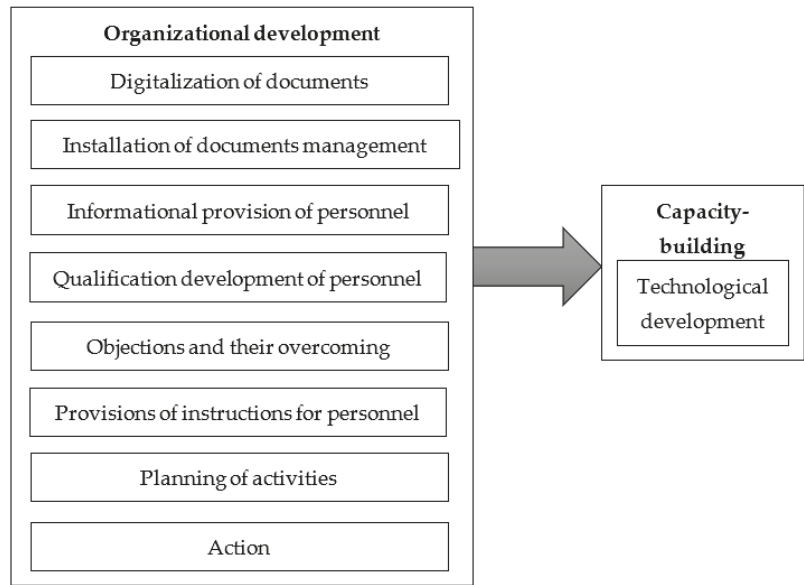 Organizational development
Digitalization of documents
Installation of documents management
Informational provision of personnel
Qualification development of personnel
Objections and their overcoming
Provisions of instructions for personnel
Planning of activities
Action
Capacity-
building
Technological
development